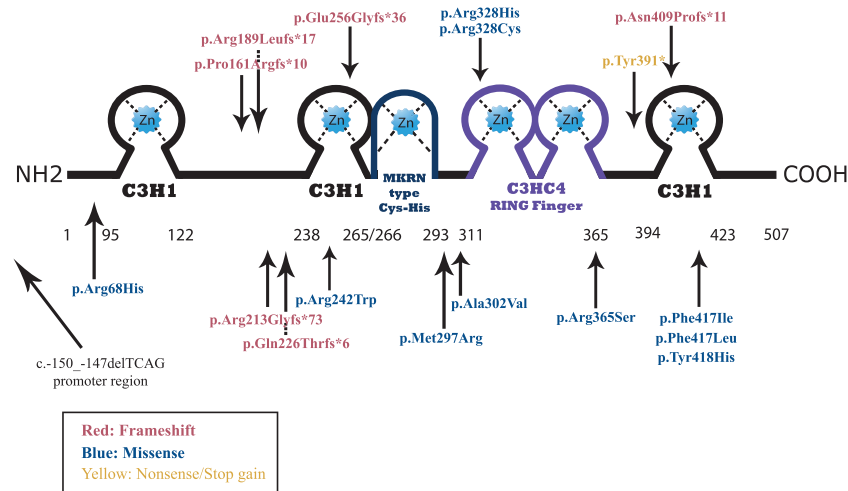 p.Glu256Glyfs*36
p.Arg328His
p.Arg328Cys
p.Asn409Profs*11
p.Arg189Leufs*17
p.Pro161Argfs*10
p.Tyr391*
Zn
Zn
Zn
Zn
Zn
Zn
NH2
COOH
C3H1
C3H1
MKRN
type
Cys-His
C3HC4
RING Finger
C3H1
1 95 122 238 265/266 293 311 365 394 423 507
p.Arg68His
p.Arg242Trp
p.Ala302Val
p.Arg213Glyfs*73
p.Gln226Thrfs*6
p.Met297Arg
p.Arg365Ser
p.Phe417Ile
p.Phe417Leu
p.Tyr418His
c.-150_-147delTCAG
promoter region
Red: Frameshift
Blue: Missense
Yellow: Nonsense/Stop gain